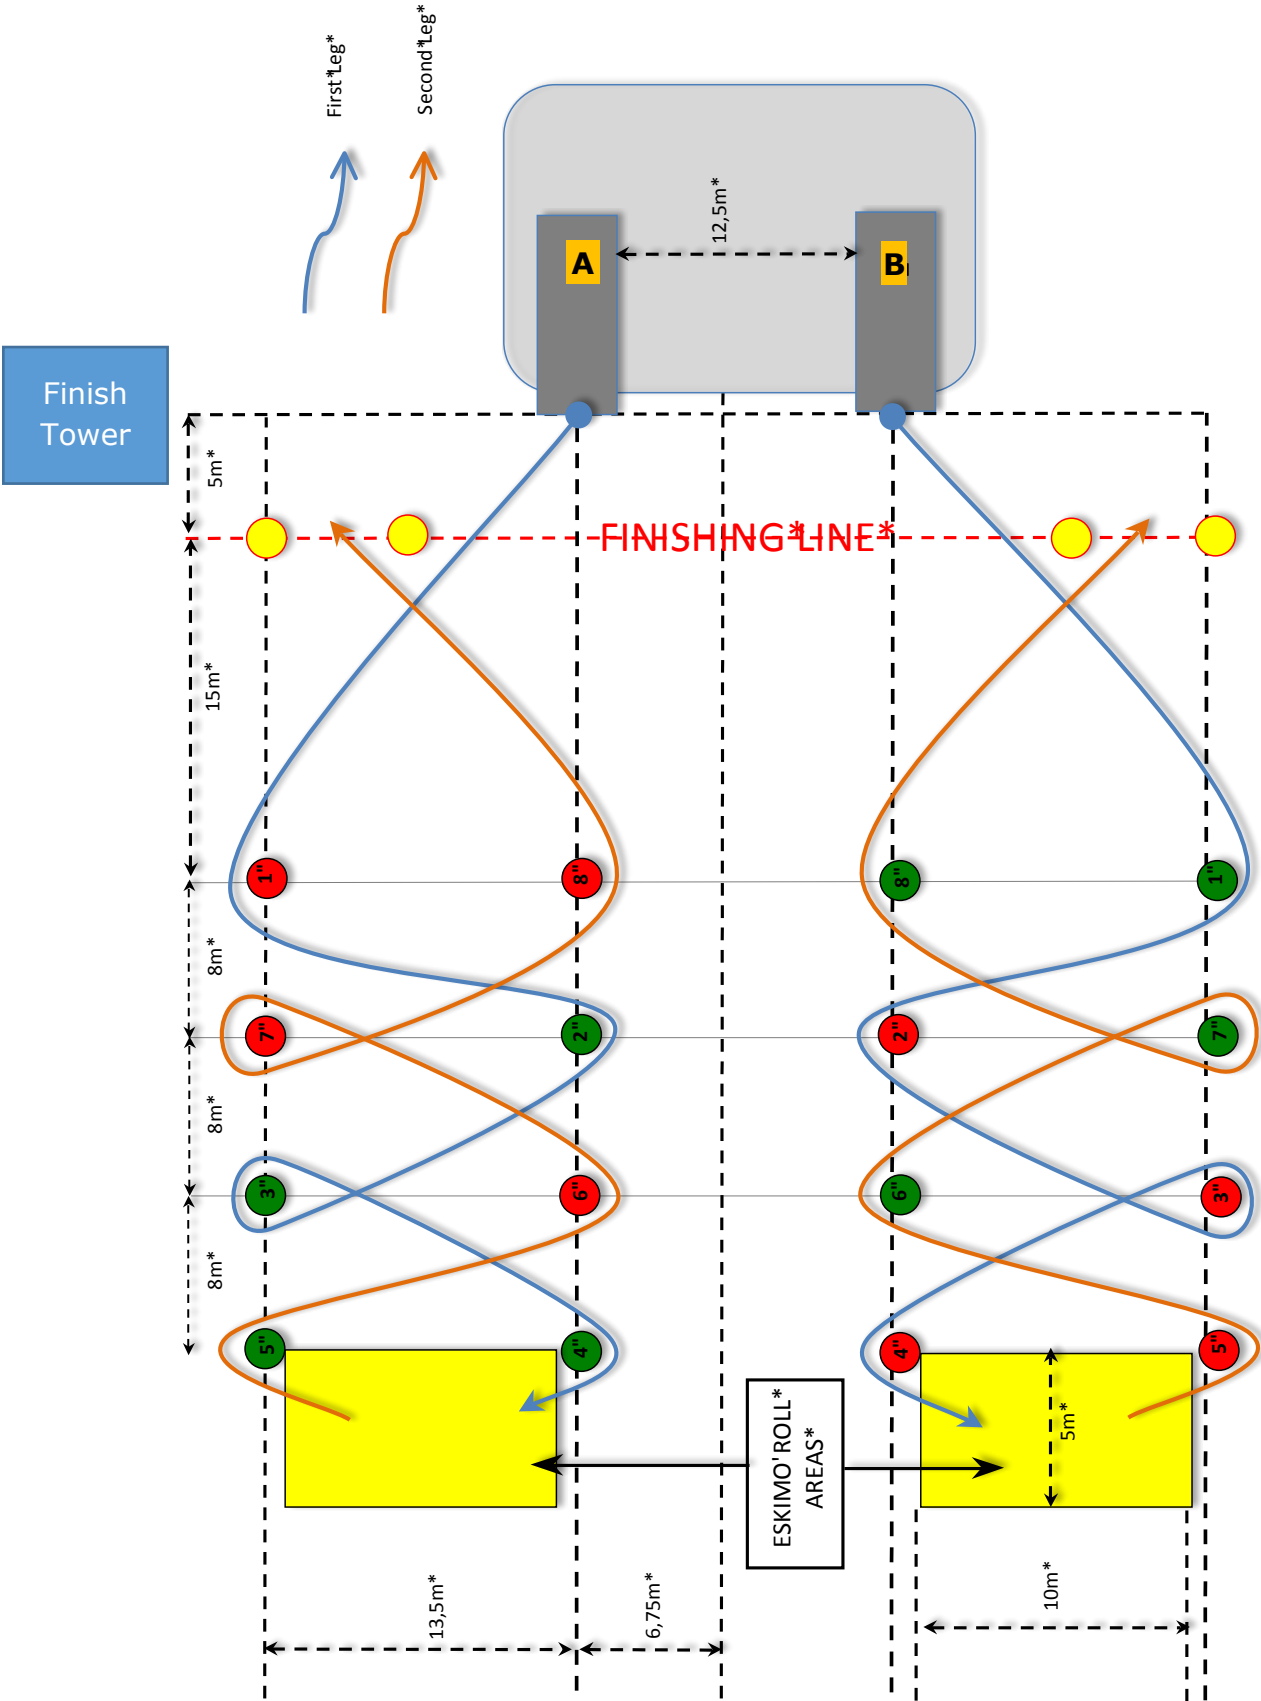 First*Leg*
Second*Leg*
12,5m*
A
B
Finish
Tower
5m*
FINISHING*LINE*
15m*
1"
8"
8"
1"
8m*
7"
2"
2"
7"
8m*
3"
6"
6"
3"
8m*
5"
4"
4"
5"
5m*
ESKIMO'ROLL*
AREAS*
13,5m*
6,75m*
10m*